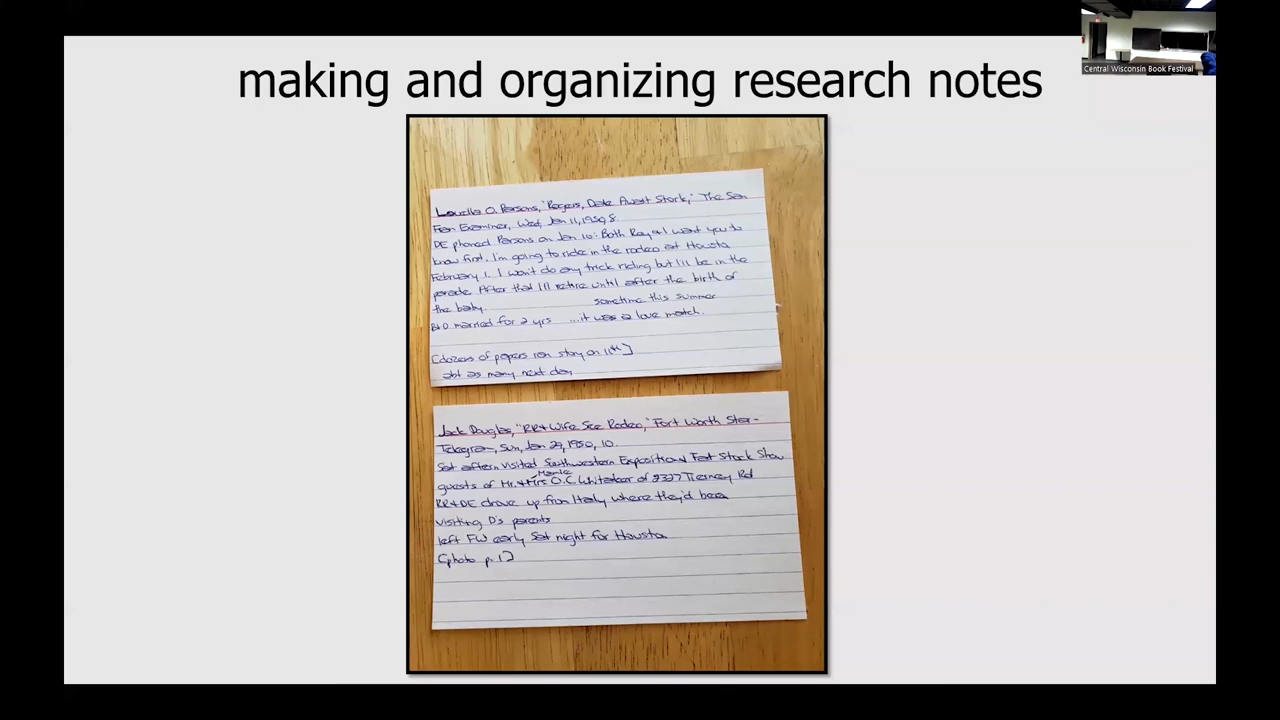 making and organizing research notes
Central Wisconsin Book Festival
Louella O. Parsons, "Rogers, Dale Await Stork," The San
Fran Examiner, Wed, Jan 11, 1950, 8.
DE phoned Parsons on Jan 10: Both Roy & I want you to
know first. I'm going to ride in the rodeo at Houston
February 1. I won't do any trick riding but I'll be in the
parade. After that I'll retire until after the birth of
the baby. sometime this summer
married for 2 yrs ...it was a love match.
[dozens of papers ran story on 11th]
abt as many next day
Jack Douglas, "RR & Wife See Rodeo," Fort Worth Star-
Telegram, Sun, Jan 29, 1950, 10.
Sat aftern visited Southwestern Exposition & Fat Stock Show
Mamie
guests of Mr. & Mrs O.C. Whitaker of 2327 Tierney Rd
RR & DE drove up from Italy where they'd been
visiting D's parents
left FW early Sat night for Houston
[photo p. 1]